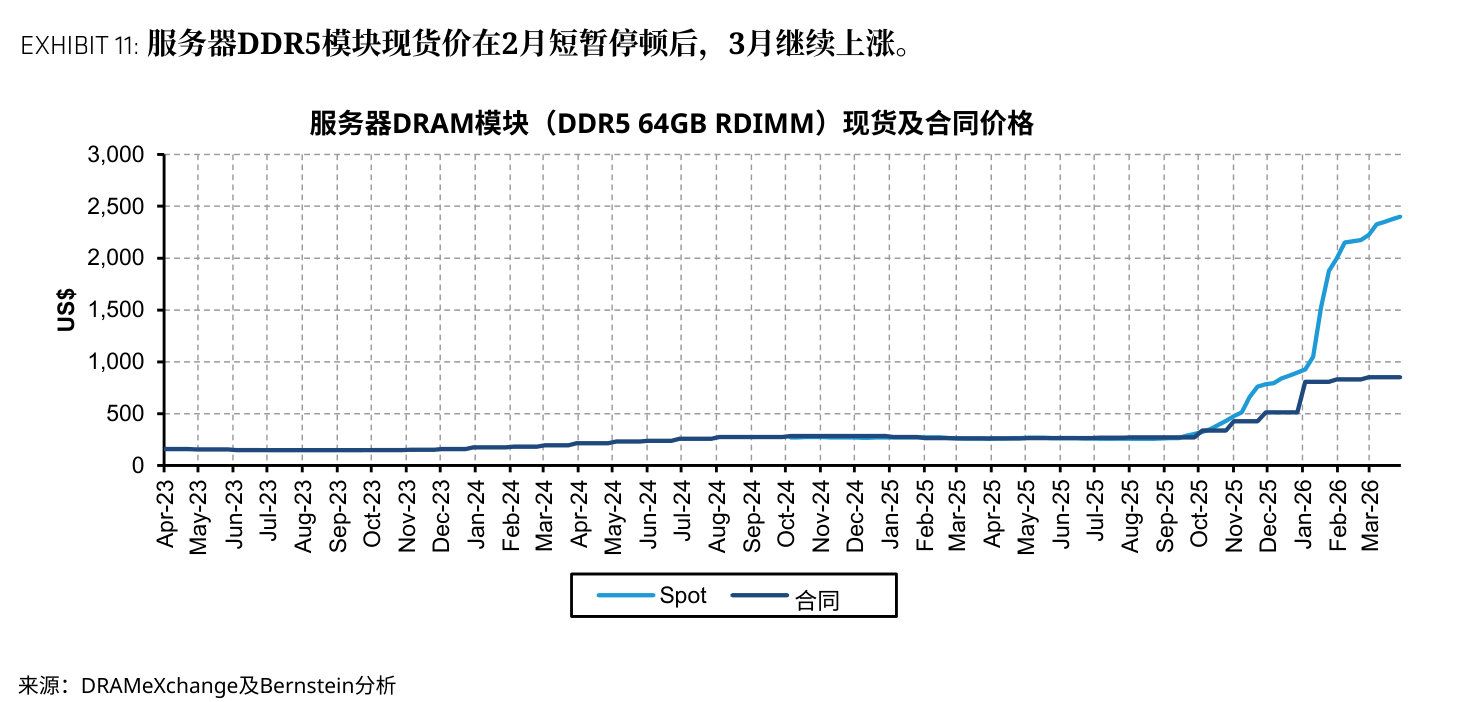 EXHIBIT 11: 服务器DDR5模块现货价在2月短暂停顿后，3月继续上涨。
服务器DRAM模块（DDR5 64GB RDIMM）现货及合同价格
US$
3,000
2,500
2,000
1,500
1,000
500
0
Apr-23
May-23
Jun-23
Jul-23
Aug-23
Sep-23
Oct-23
Nov-23
Dec-23
Jan-24
Feb-24
Mar-24
Apr-24
May-24
Jun-24
Jul-24
Aug-24
Sep-24
Oct-24
Nov-24
Dec-24
Jan-25
Feb-25
Mar-25
Apr-25
May-25
Jun-25
Jul-25
Aug-25
Sep-25
Oct-25
Nov-25
Dec-25
Jan-26
Feb-26
Mar-26
Spot 合同
来源：DRAMeXchange及Bernstein分析